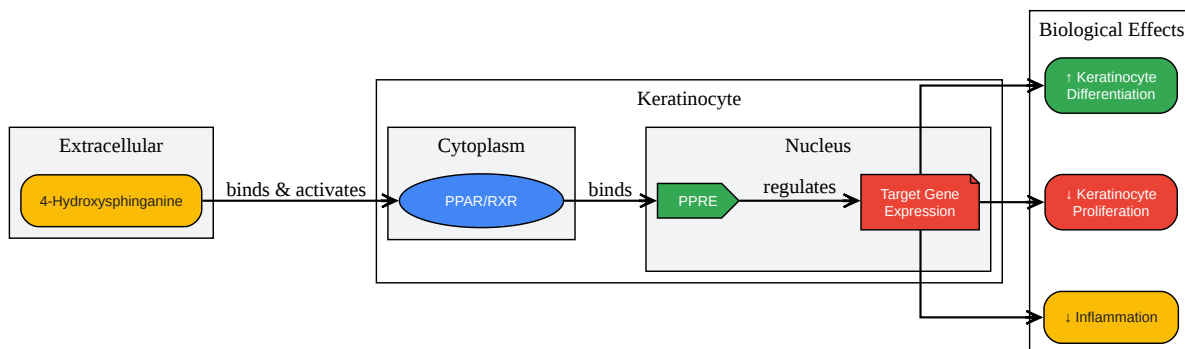 Biological Effects
↑ Keratinocyte
Differentiation
Keratinocyte
Extracellular
Cytoplasm
Nucleus
4-Hydroxysphinganine
binds & activates
PPAR/RXR
binds
PPRE
regulates
Target Gene
Expression
↓ Keratinocyte
Proliferation
↓ Inflammation